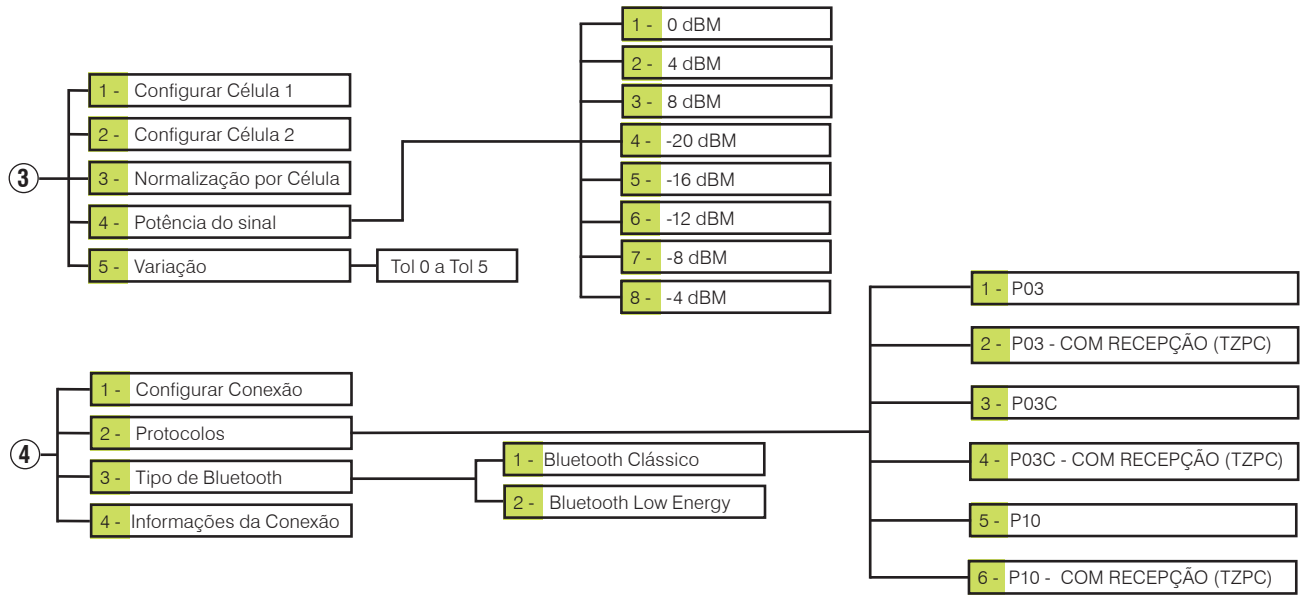 3
1 - Configurar Célula 1
2 - Configurar Célula 2
3 - Normalização por Célula
4 - Potência do sinal
5 - Variação
Tol 0 a Tol 5
1 - 0 dBM
2 - 4 dBM
3 - 8 dBM
4 - -20 dBM
5 - -16 dBM
6 - -12 dBM
7 - -8 dBM
8 - -4 dBM
4
1 - Configurar Conexão
2 - Protocolos
3 - Tipo de Bluetooth
4 - Informações da Conexão
1 - Bluetooth Clássico
2 - Bluetooth Low Energy
1 - P03
2 - P03 - COM RECEPÇÃO (TZPC)
3 - P03C
4 - P03C - COM RECEPÇÃO (TZPC)
5 - P10
6 - P10 - COM RECEPÇÃO (TZPC)